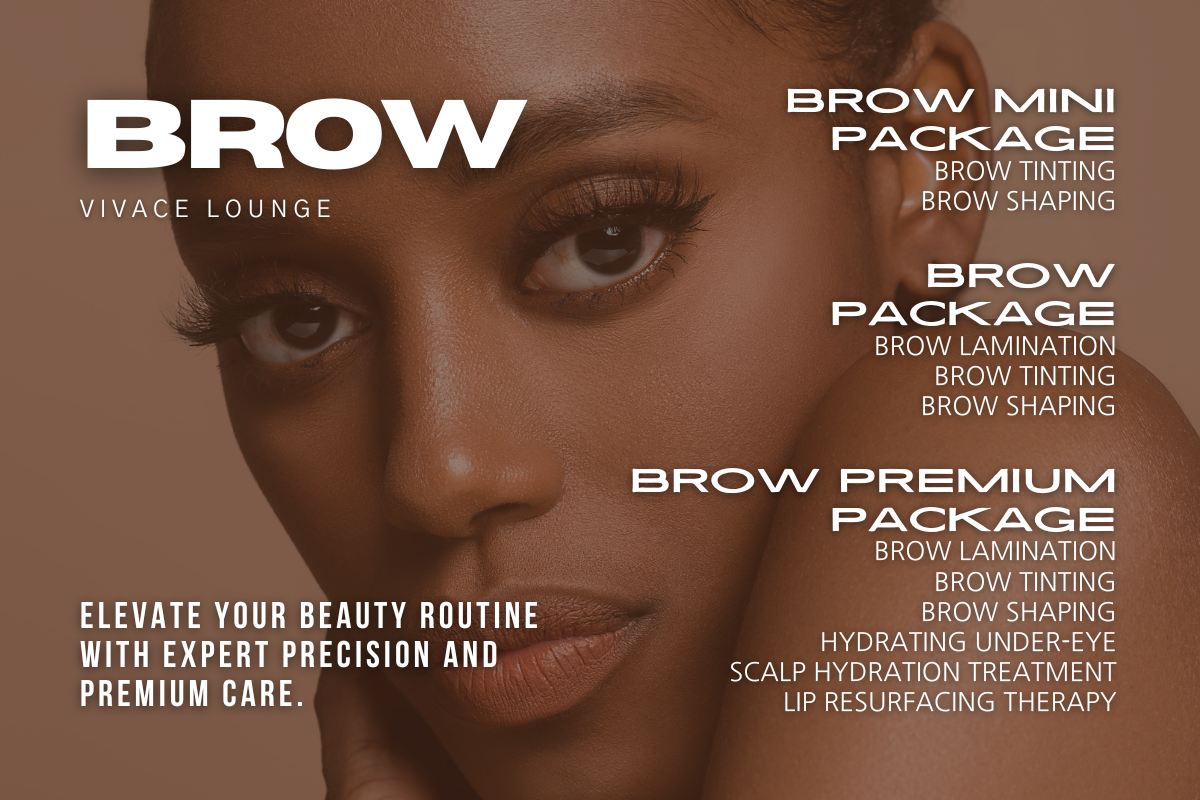 BROW
VIVACE LOUNGE
ELEVATE YOUR BEAUTY ROUTINE
WITH EXPERT PRECISION AND
PREMIUM CARE.
BROW MINI
PACKAGE
BROW TINTING
BROW SHAPING
BROW
PACKAGE
BROW LAMINATION
BROW TINTING
BROW SHAPING
BROW PREMIUM
PACKAGE
BROW LAMINATION
BROW TINTING
BROW SHAPING
HYDRATING UNDER-EYE
SCALP HYDRATION TREATMENT
LIP RESURFACING THERAPY